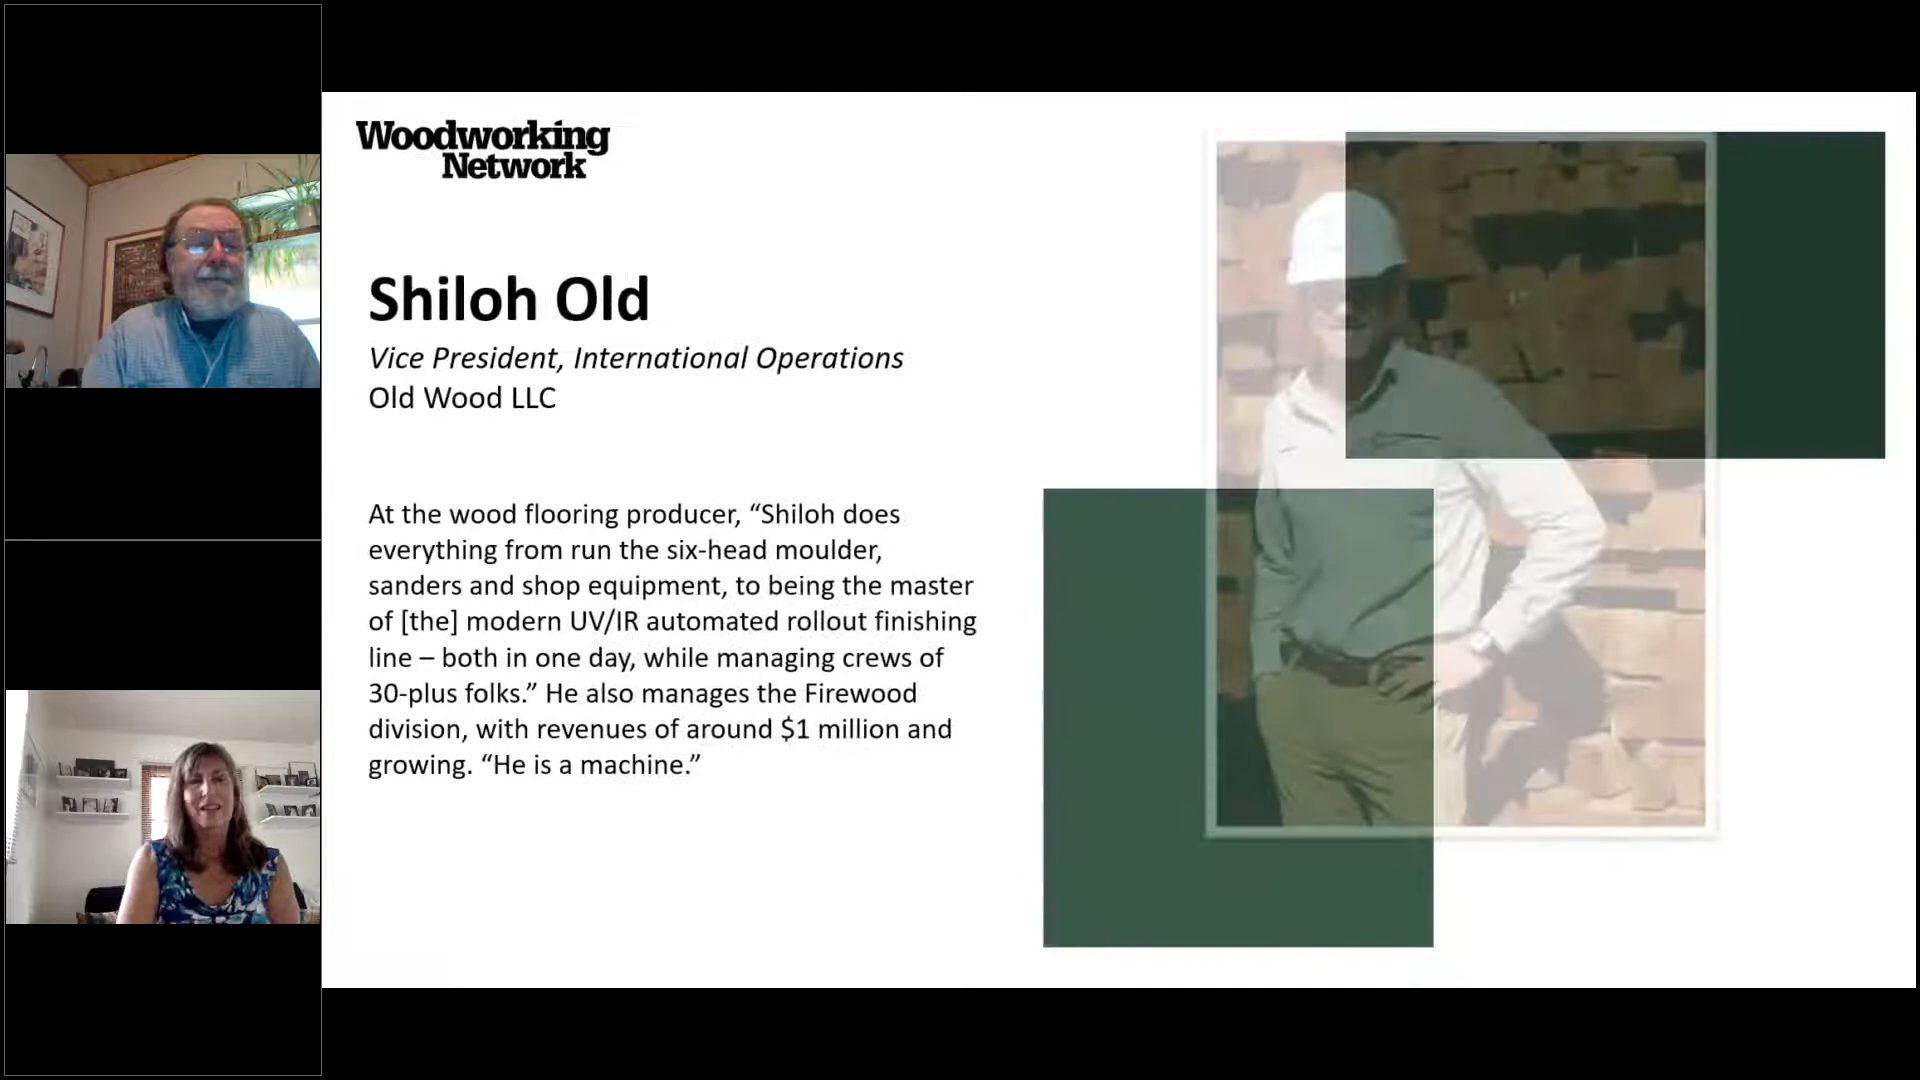 Woodworking
Network
Shiloh Old
Vice President, International Operations
Old Wood LLC
At the wood flooring producer, “Shiloh does
everything from run the six-head moulder,
sanders and shop equipment, to being the master
of [the] modern UV/IR automated rollout finishing
line – both in one day, while managing crews of
30-plus folks.” He also manages the Firewood
division, with revenues of around $1 million and
growing. “He is a machine.”